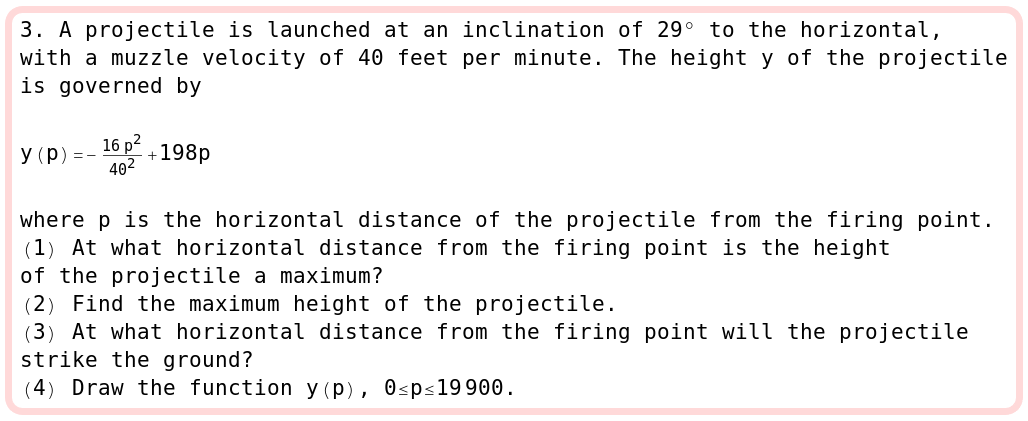 3. A projectile is launched at an inclination of 29° to the horizontal,
with a muzzle velocity of 40 feet per minute. The height y of the projectile
is governed by
y(p)=-\frac{16 p^2}{40^2}+198p
where p is the horizontal distance of the projectile from the firing point.
(1) At what horizontal distance from the firing point is the height
of the projectile a maximum?
(2) Find the maximum height of the projectile.
(3) At what horizontal distance from the firing point will the projectile
strike the ground?
(4) Draw the function y(p), 0≤p≤19900.